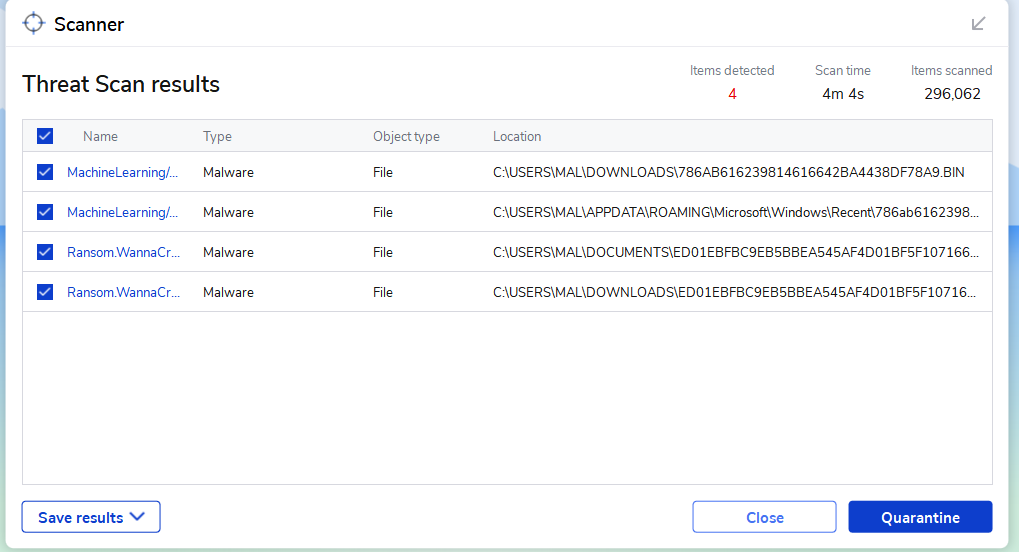 Scanner
Threat Scan results
Items detected Scan time Items scanned
4 4m 4s 296,062
Name Type Object type Location
MachineLearning/... Malware File C:\USERS\MAL\DOWNLOADS\786AB616239814616642BA4438DF78A9.BIN
MachineLearning/... Malware File C:\USERS\MAL\APPDATA\ROAMING\Microsoft\Windows\Recent\786ab6162398...
Ransom.WannaCr... Malware File C:\USERS\MAL\DOCUMENTS\ED01EBFBC9EB5BBEA545AF4D01BF5F107166...
Ransom.WannaCr... Malware File C:\USERS\MAL\DOWNLOADS\ED01EBFBC9EB5BBEA545AF4D01BF5F10716...
Save results Close Quarantine